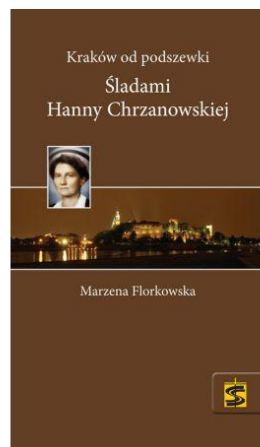 Kraków od podszewki
Śladami
Hanny Chrzanowskiej
Marzena Florkowska